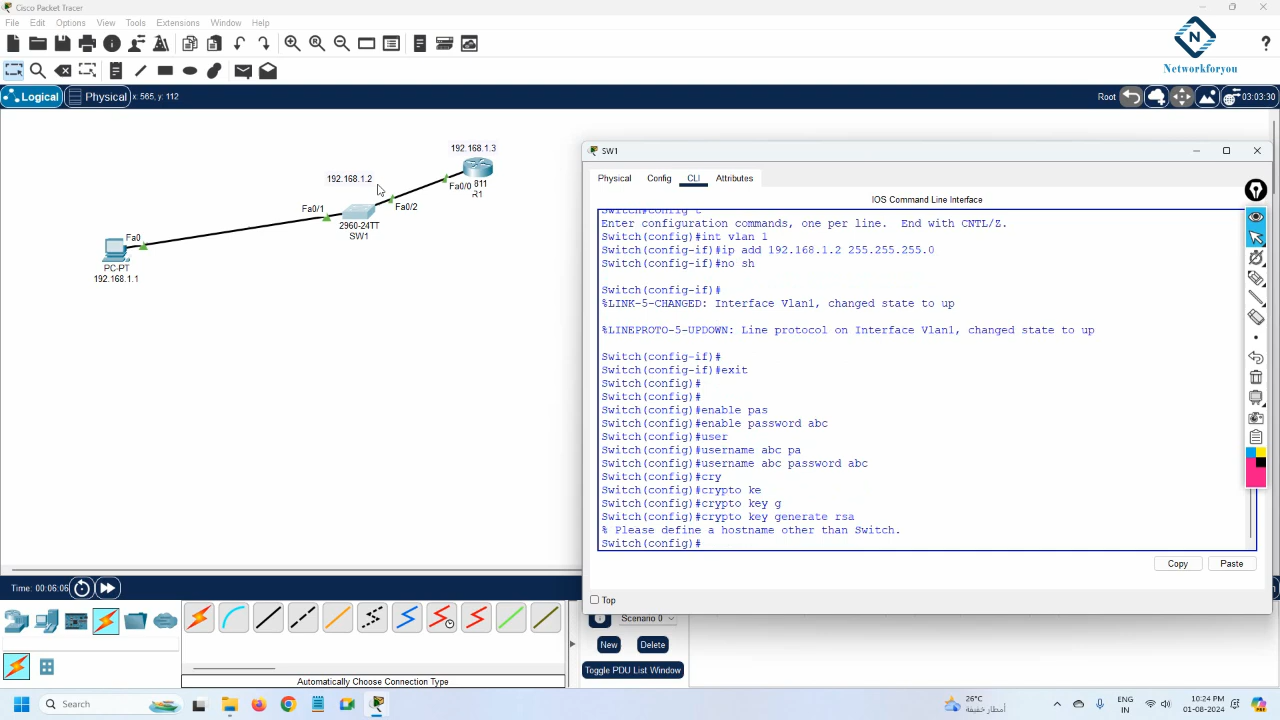 Cisco Packet Tracer
File Edit Options View Tools Extensions Window Help
N
Networkforyou
Logical Physical x: 565, y: 112
Root 03:03:30
192.168.1.3
192.168.1.2
Fa0/0
811
R1
Fa0/1
Fa0/2
2960-24TT
SW1
Fa0
PC-PT
192.168.1.1
SW1
Physical Config CLI Attributes
IOS Command Line Interface
Switch#config t
Enter configuration commands, one per line. End with CNTL/Z.
Switch(config)#int vlan 1
Switch(config-if)#ip add 192.168.1.2 255.255.255.0
Switch(config-if)#no sh
Switch(config-if)#
%LINK-5-CHANGED: Interface Vlan1, changed state to up
%LINEPROTO-5-UPDOWN: Line protocol on Interface Vlan1, changed state to up
Switch(config-if)#
Switch(config-if)#exit
Switch(config)#
Switch(config)#
Switch(config)#enable pas
Switch(config)#enable password abc
Switch(config)#user
Switch(config)#username abc pa
Switch(config)#username abc password abc
Switch(config)#cry
Switch(config)#crypto ke
Switch(config)#crypto key g
Switch(config)#crypto key generate rsa
% Please define a hostname other than Switch.
Switch(config)#
Copy Paste
Top
Time: 00:06:06
Scenario 0
New Delete
Toggle PDU List Window
Automatically Choose Connection Type
Search
26°C
أمطار خفيفة
ENG
IN
10:24 PM
01-08-2024